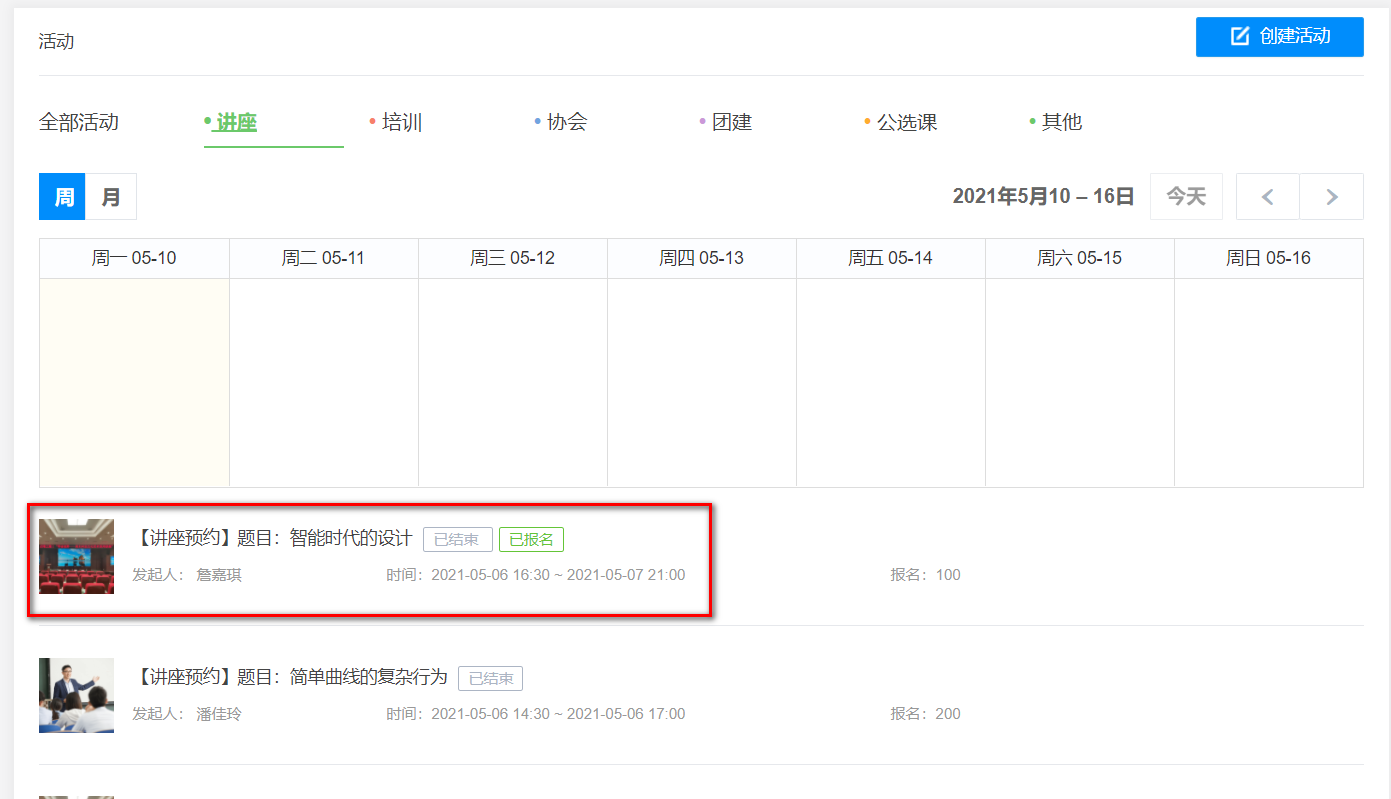 活动
创建活动
全部活动 • 讲座 • 培训 • 协会 • 团建 • 公选课 • 其他
周 月 2021年5月10 – 16日 今天
周一 05-10 周二 05-11 周三 05-12 周四 05-13 周五 05-14 周六 05-15 周日 05-16
【讲座预约】题目：智能时代的设计 已结束 已报名
发起人： 詹嘉琪 时间：2021-05-06 16:30 ~ 2021-05-07 21:00 报名：100
【讲座预约】题目：简单曲线的复杂行为 已结束
发起人： 潘佳玲 时间：2021-05-06 14:30 ~ 2021-05-06 17:00 报名：200